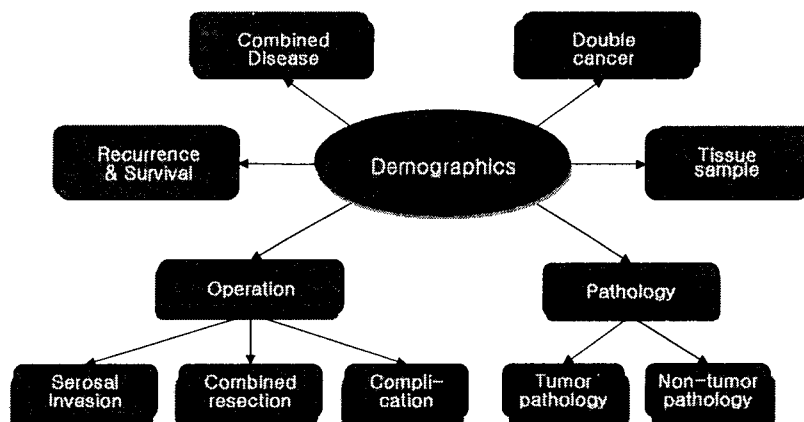 Combined
Disease
Double
cancer
Recurrence
& Survival
Demographics
Tissue
sample
Operation
Pathology
Serosal
invasion
Combined
resection
Compli-
cation
Tumor
pathology
Non-tumor
pathology